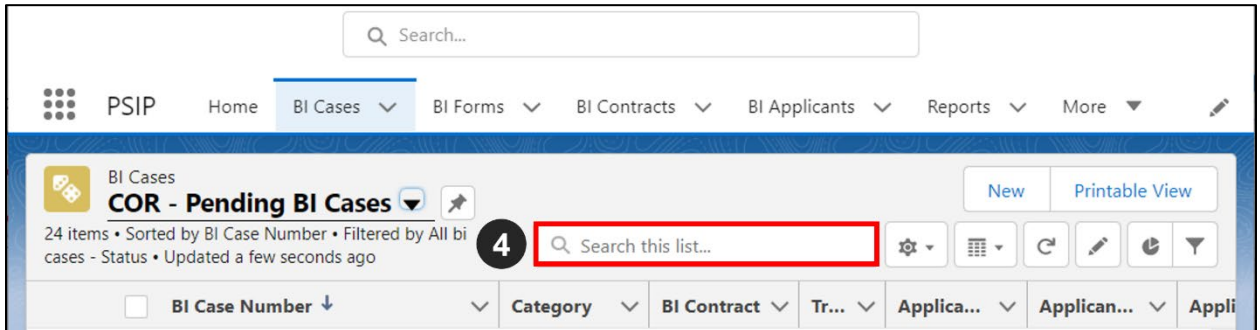 Search...
PSIP Home BI Cases BI Forms BI Contracts BI Applicants Reports More
BI Cases
COR - Pending BI Cases
New Printable View
24 items • Sorted by BI Case Number • Filtered by All bi
cases - Status • Updated a few seconds ago
4
Search this list...
BI Case Number Category BI Contract Tr... Applica... Applican... Appli